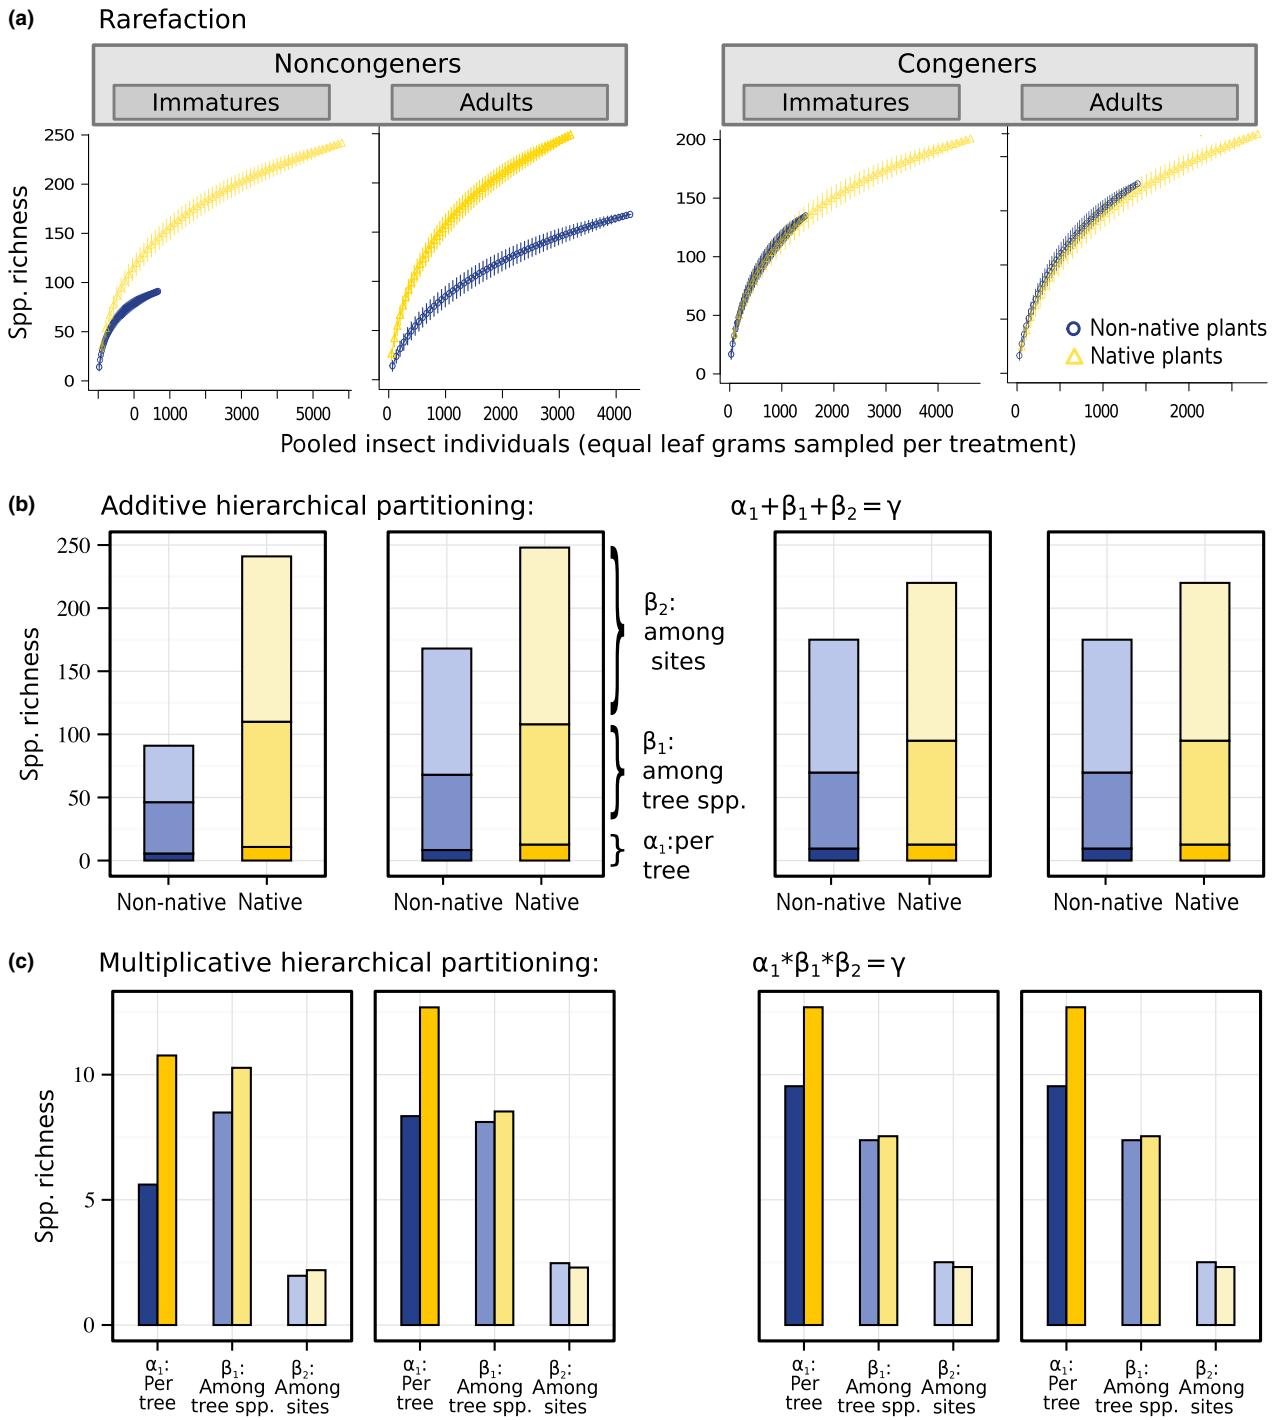 (a) Rarefaction
Noncongeners
Immatures Adults
Congeners
Immatures Adults
Spp. richness
250
200
150
100
50
0
0 1000 3000 5000
0 1000 2000 3000 4000
200
150
100
50
0
0 1000 2000 3000 4000
0 1000 2000
Non-native plants
Native plants
Pooled insect individuals (equal leaf grams sampled per treatment)
(b) Additive hierarchical partitioning: α₁+β₁+β₂=γ
Spp. richness
250
200
150
100
50
0
β₂:
among
sites
β₁:
among
tree spp.
α₁:per
tree
Non-native Native
Non-native Native
Non-native Native
Non-native Native
(c) Multiplicative hierarchical partitioning: α₁*β₁*β₂=γ
Spp. richness
10
5
0
α₁:
Per
tree
β₁:
Among
tree spp.
β₂:
Among
sites
α₁:
Per
tree
β₁:
Among
tree spp.
β₂:
Among
sites
α₁:
Per
tree
β₁:
Among
tree spp.
β₂:
Among
sites
α₁:
Per
tree
β₁:
Among
tree spp.
β₂:
Among
sites